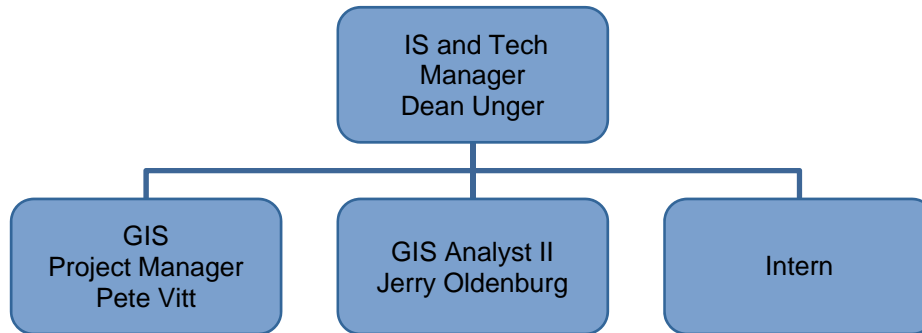 IS and Tech
Manager
Dean Unger
GIS
Project Manager
Pete Vitt
GIS Analyst II
Jerry Oldenburg
Intern